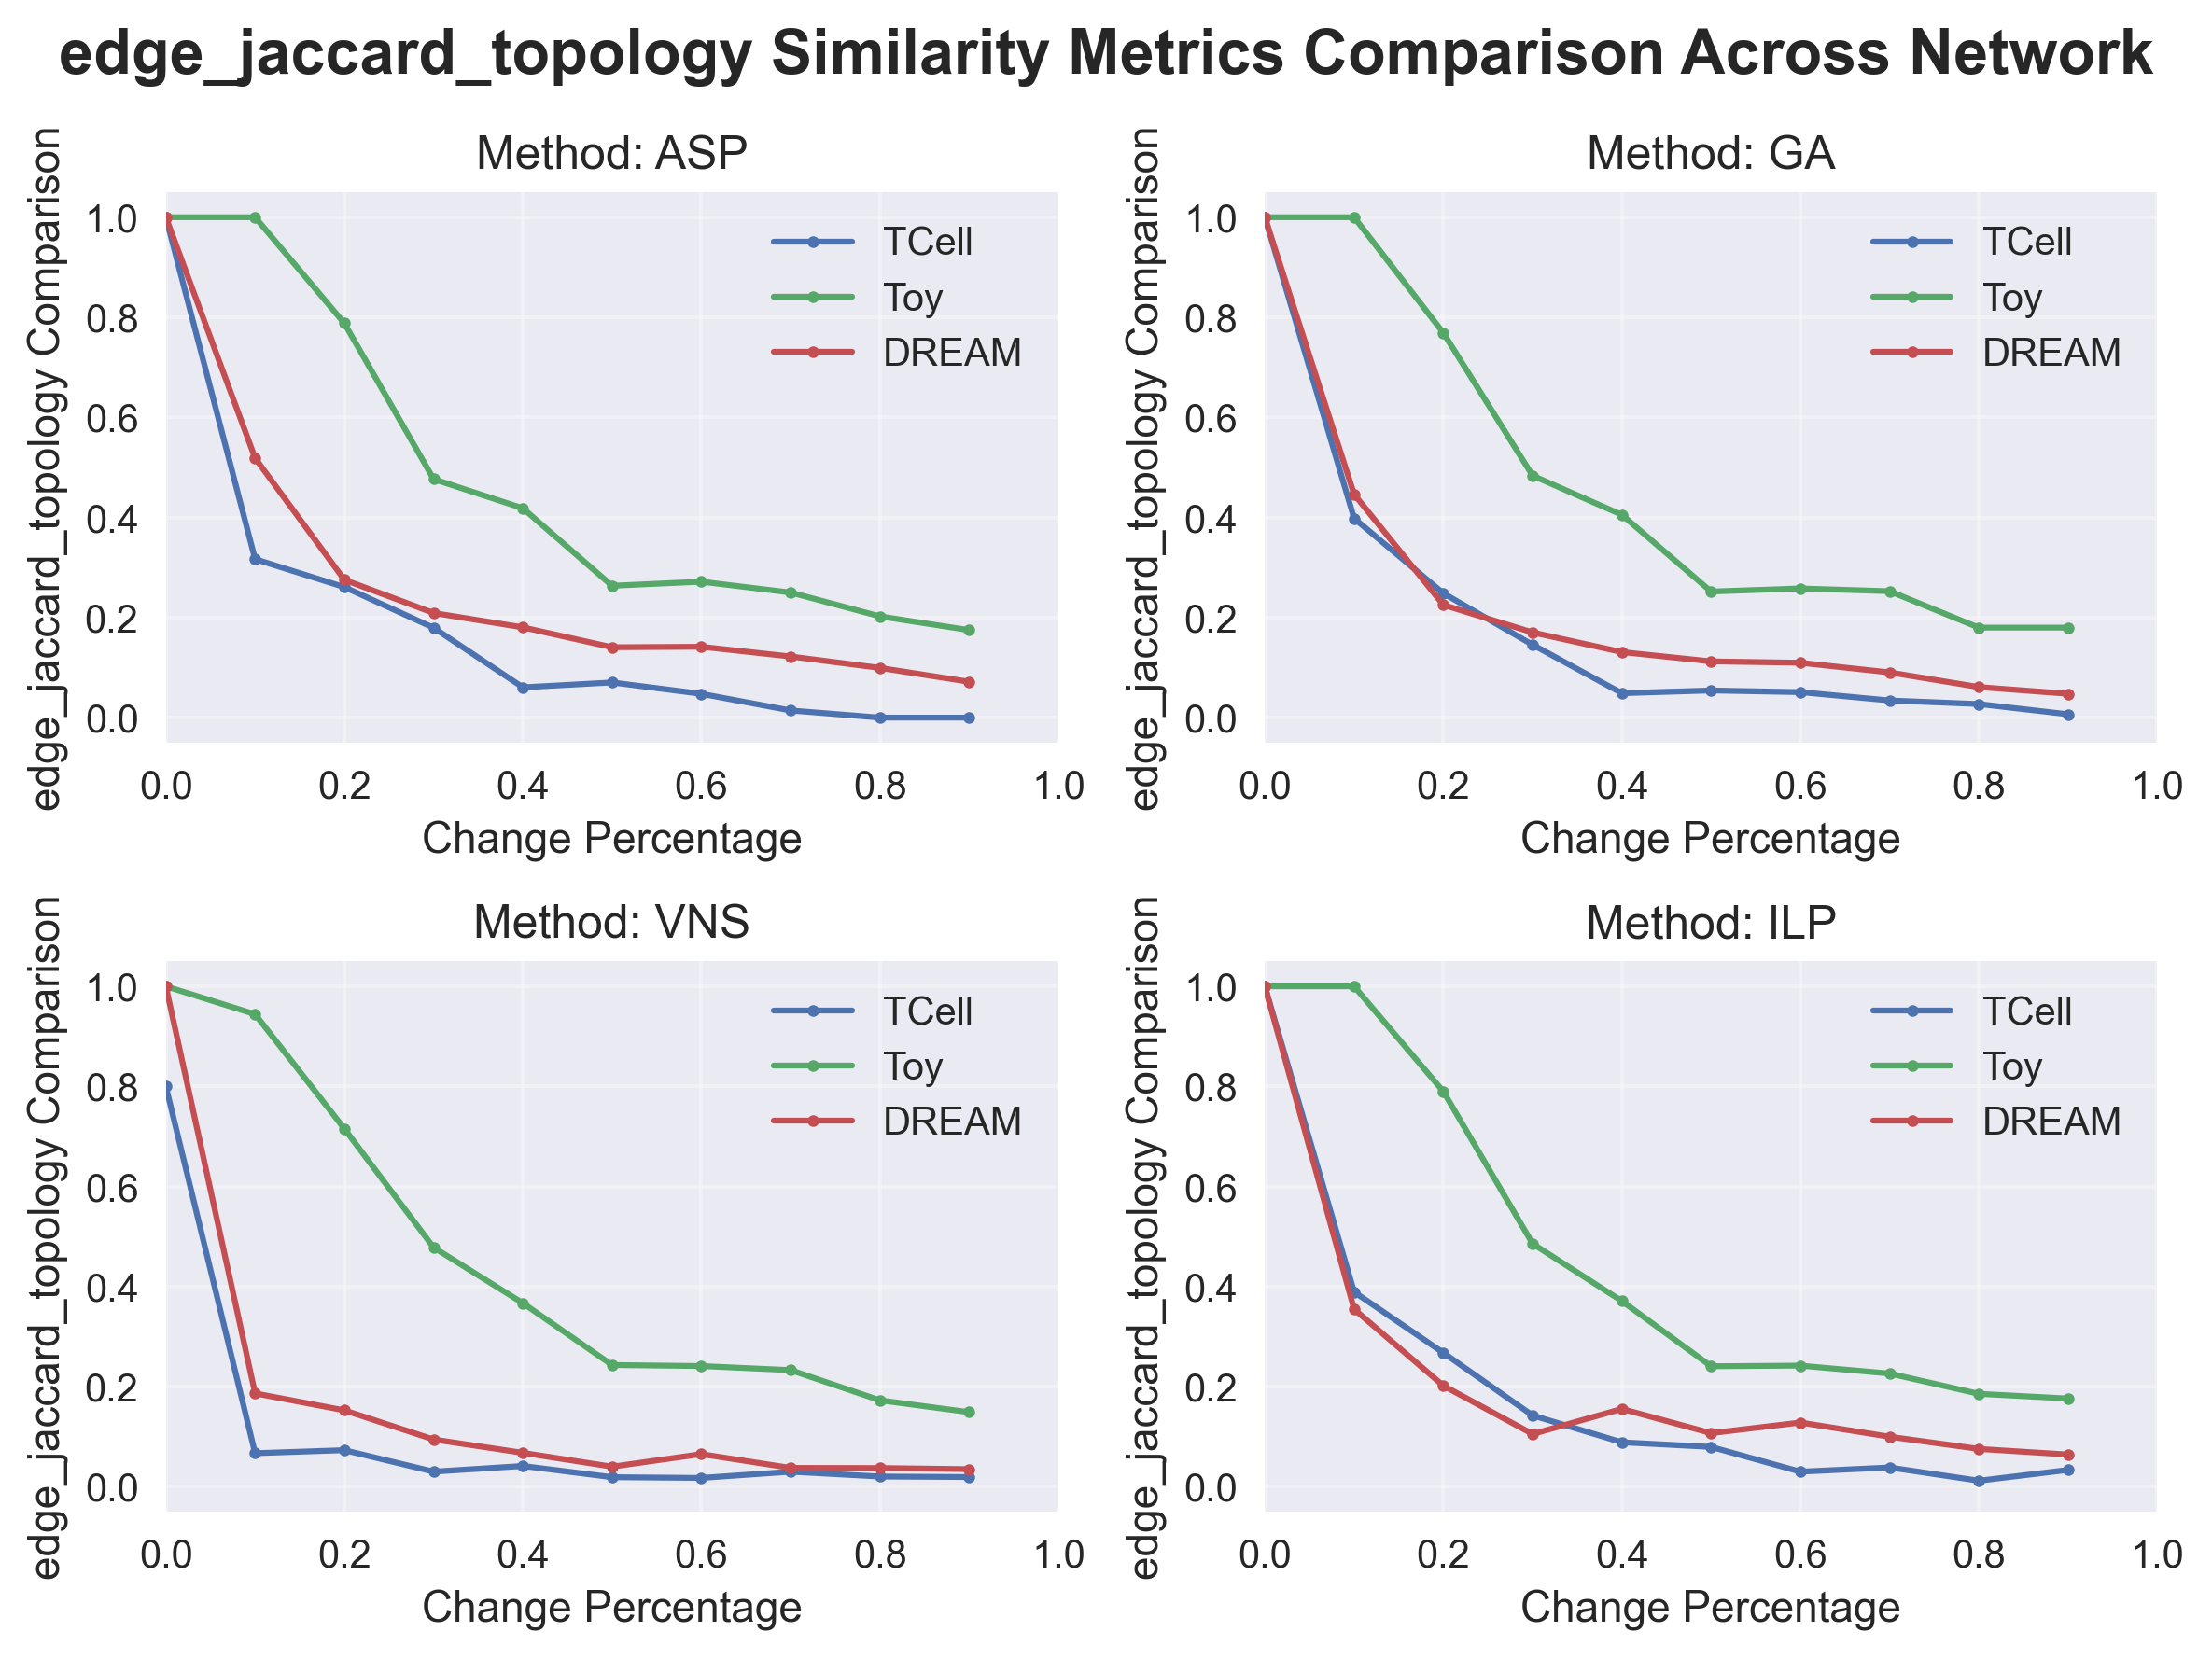 edge_jaccard_topology Similarity Metrics Comparison Across Network
Method: ASP
edge_jaccard_topology Comparison
1.0
0.8
0.6
0.4
0.2
0.0
TCell
Toy
DREAM
0.0 0.2 0.4 0.6 0.8 1.0
Change Percentage
Method: GA
edge_jaccard_topology Comparison
1.0
0.8
0.6
0.4
0.2
0.0
TCell
Toy
DREAM
0.0 0.2 0.4 0.6 0.8 1.0
Change Percentage
Method: VNS
edge_jaccard_topology Comparison
1.0
0.8
0.6
0.4
0.2
0.0
TCell
Toy
DREAM
0.0 0.2 0.4 0.6 0.8 1.0
Change Percentage
Method: ILP
edge_jaccard_topology Comparison
1.0
0.8
0.6
0.4
0.2
0.0
TCell
Toy
DREAM
0.0 0.2 0.4 0.6 0.8 1.0
Change Percentage